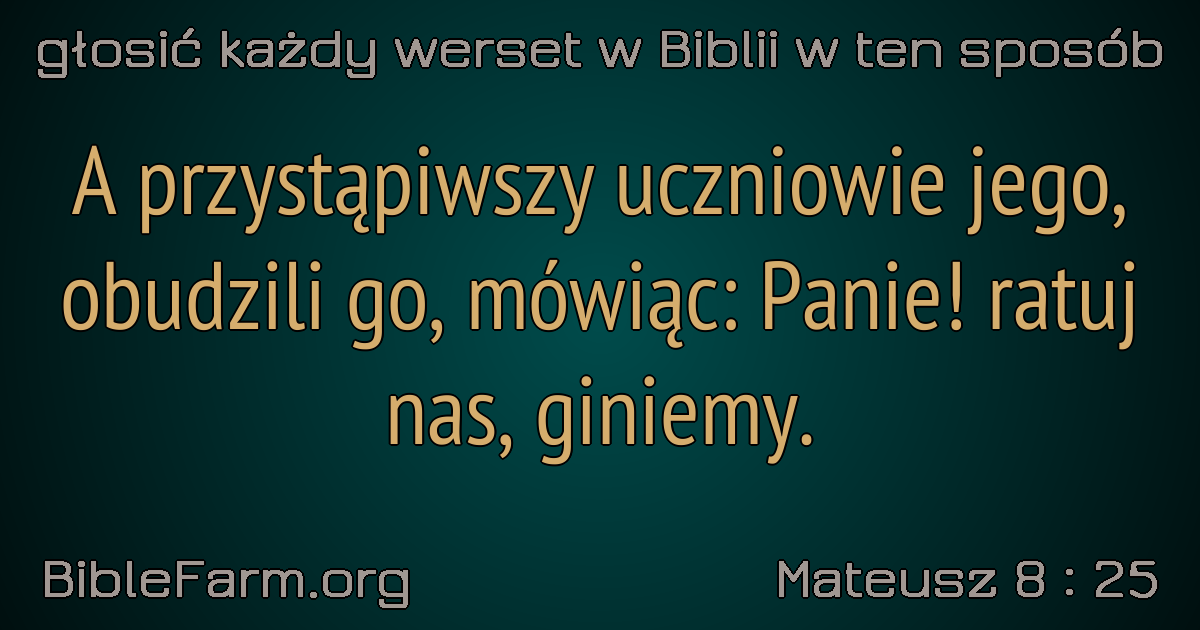 głosić każdy werset w Biblii w ten sposób
A przystąpiwszy uczniowie jego,
obudzili go, mówiąc: Panie! ratuj
nas, giniemy.
BibleFarm.org
Mateusz 8 : 25